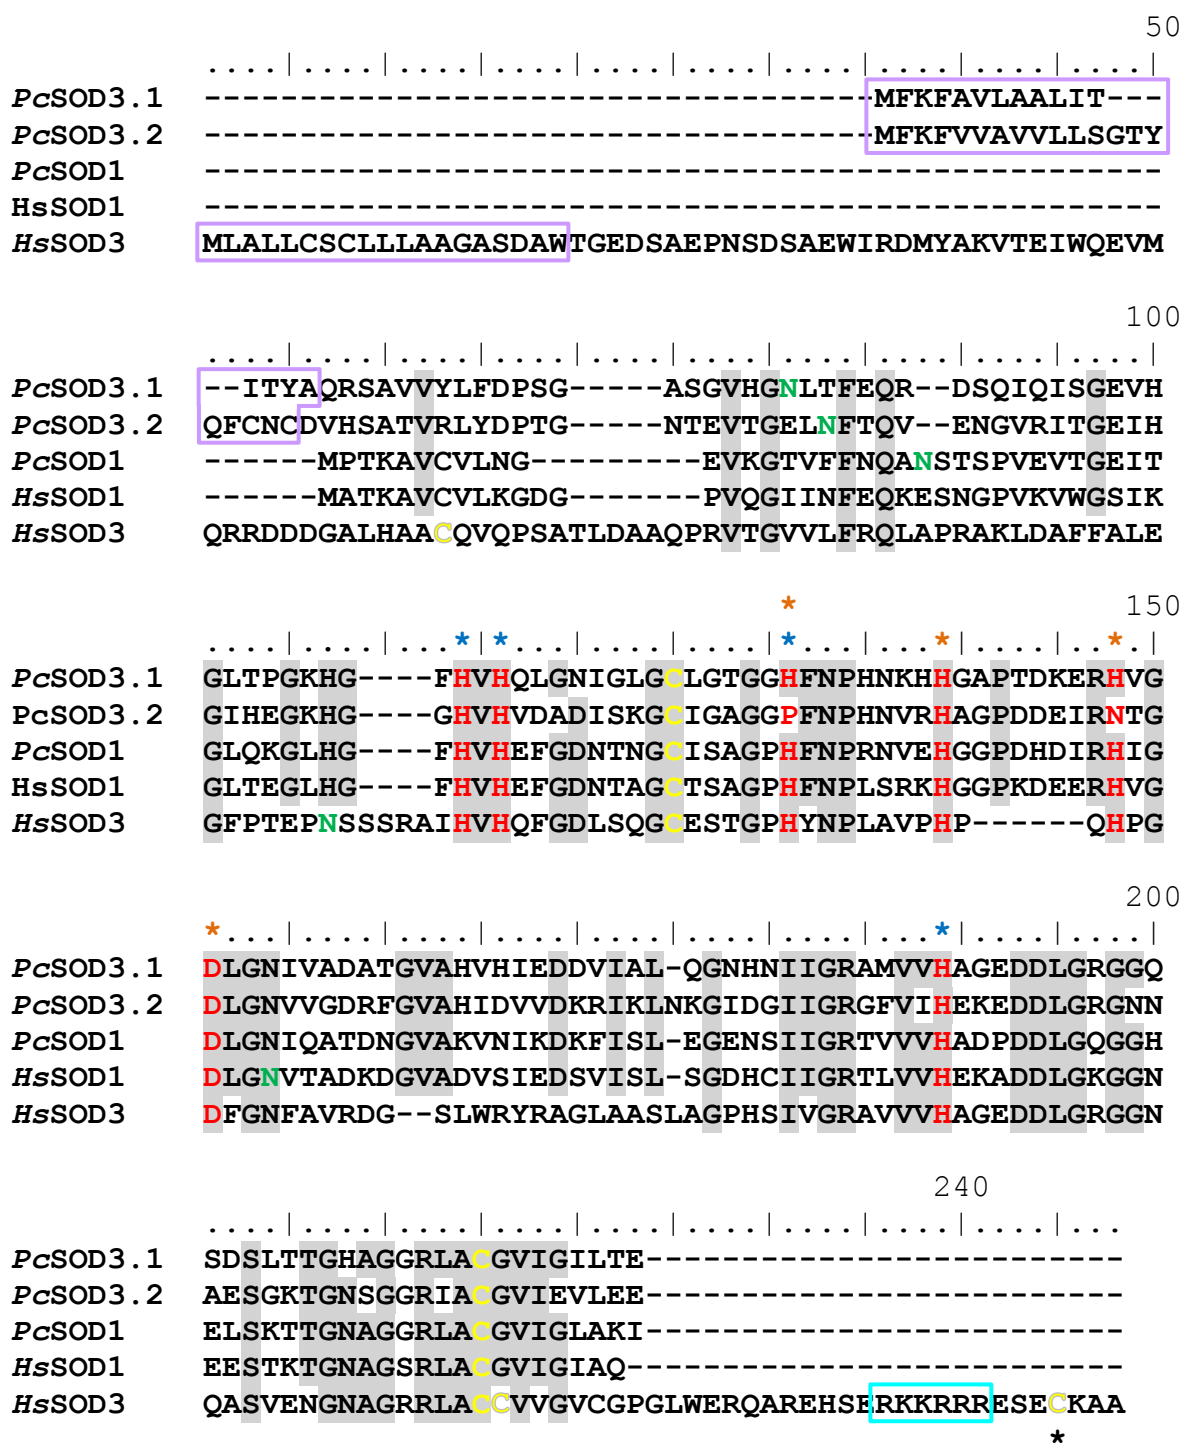 50
....|....|....|....|....|....|....|....|....|....|
PcSOD3.1 -----------------------------------MFKFAVLAALIT---
PcSOD3.2 -----------------------------------MFKFVVAVVLLSGTY
PcSOD1 --------------------------------------------------
HsSOD1 --------------------------------------------------
HsSOD3 MLALLCSCLLLAAGASDAWTGEDSAEPNSDSAEWIRDMYAKVTEIWQEVM
100
....|....|....|....|....|....|....|....|....|....|
PcSOD3.1 --ITYAQRSAVVYLFDPSG-----ASGVHGNLTFEQR--DSQIQISGEVH
PcSOD3.2 QFCNCDVHSATVRLYDPTG-----NTEVTGELNFTQV--ENGVRITGEIH
PcSOD1 ------MPTKAVCVLNG---------EVKGTVFFNQANSTSPVEVTGEIT
HsSOD1 ------MATKAVCVLKGDG-------PVQGIINFEQKESNGPVKVWGSIK
HsSOD3 QRRDDDGALHAACQVQPSATLDAAQPRVTGVVLFRQLAPRAKLDAFFALE
* 150
....|....|...*|*...|....|....|*...|...*|....|..*.|
PcSOD3.1 GLTPGKHG----FHVHQLGNIGLGCLGTGGHFNPHNKHHGAPTDKERHVG
PcSOD3.2 GIHEGKHG----GHVHVDADISKGCIGAGGPFNPHNVRHAGPDDEIRNTG
PcSOD1 GLQKGLHG----FHVHEFGDNTNGCISAGPHFNPRNVEHGGPDHDIRHIG
HsSOD1 GLTEGLHG----FHVHEFGDNTAGCTSAGPHFNPLSRKHGGPKDEERHVG
HsSOD3 GFPTEPNSSSRAIHVHQFGDLSQGCESTGPHYNPLAVPHP------QHPG
200
*...|....|....|....|....|....|....|...*|....|....|
PcSOD3.1 DLGNIVADATGVAHVHIEDDVIAL-QGNHNIIGRAMVVHAGEDDLGRGGQ
PcSOD3.2 DLGNVVGDRFGVAHIDVVDKRIKLNKGIDGIIGRGFVIHEKEDDLGRGNN
PcSOD1 DLGNIQATDNGVAKVNIKDKFISL-EGENSIIGRTVVVHADPDDLGQGGH
HsSOD1 DLGNVTADKDGVADVSIEDSVISL-SGDHCIIGRTLVVHEKADDLGKGGN
HsSOD3 DFGNFAVRDG--SLWRYRAGLAASLAGPHSIVGRAVVVHAGEDDLGRGGN
240
....|....|....|....|....|....|....|....|....|...
PcSOD3.1 SDSLTTGHAGGRLACGVIGILTE-------------------------
PcSOD3.2 AESGKTGNSGGRIACGVIEVLEE-------------------------
PcSOD1 ELSKTTGNAGGRLACGVIGLAKI-------------------------
HsSOD1 EESTKTGNAGSRLACGVIGIAQ--------------------------
HsSOD3 QASVENGNAGRRLACCVVGVCGPGLWERQAREHSERKKRRRESECKAA
*